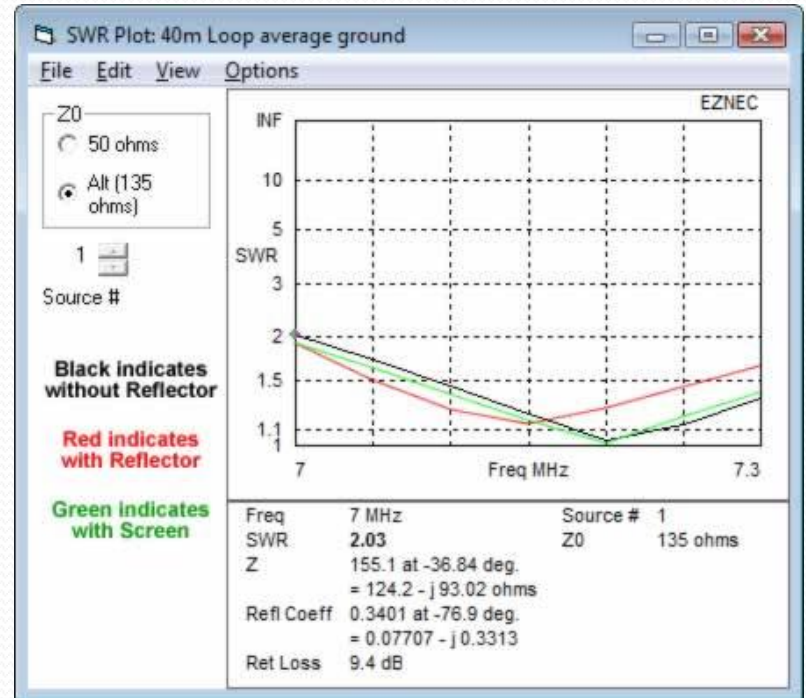 SWR Plot: 40m Loop average ground
File Edit View Options
Z0
50 ohms
Alt (135
ohms)
1
Source #
Black indicates
without Reflector
Red indicates
with Reflector
Green indicates
with Screen
EZNEC
INF
10
5
SWR
3
2
1.5
1.1
1
7 Freq MHz 7.3
Freq 7 MHz Source # 1
SWR 2.03 Z0 135 ohms
Z 155.1 at -36.84 deg.
= 124.2 - j 93.02 ohms
Refl Coeff 0.3401 at -76.9 deg.
= 0.07707 - j 0.3313
Ret Loss 9.4 dB